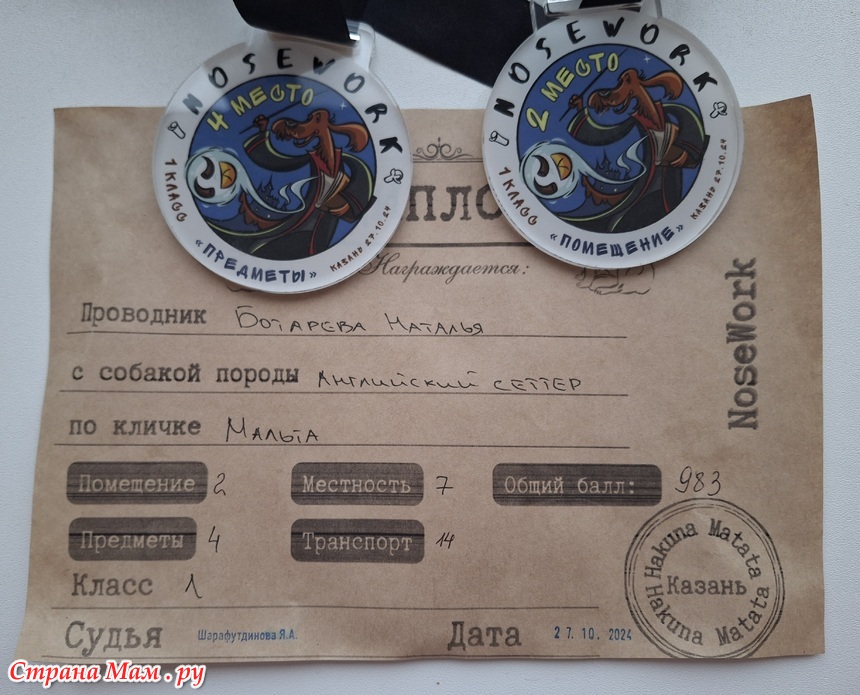 NOSEWORK
4 МЕСТО
1 КЛАСС
«ПРЕДМЕТЫ»
КАЗАНЬ 27.10.24
NOSEWORK
2 МЕСТО
1 КЛАСС
«ПОМЕЩЕНИЕ»
КАЗАНЬ 27.10.24
ПЛО
Награждается:
Проводник Ботарева Наталья
с собакой породы Английский сеттер
по кличке Мальта
Помещение 2 Местность 7 Общий балл: 983
Предметы 4 Транспорт 14
Класс 1
Судья Шарафутдинова Я.А. Дата 27.10.2024
NoseWork
Hakuna Matata
Казань
Hakuna Matata
Страна Мам.ру